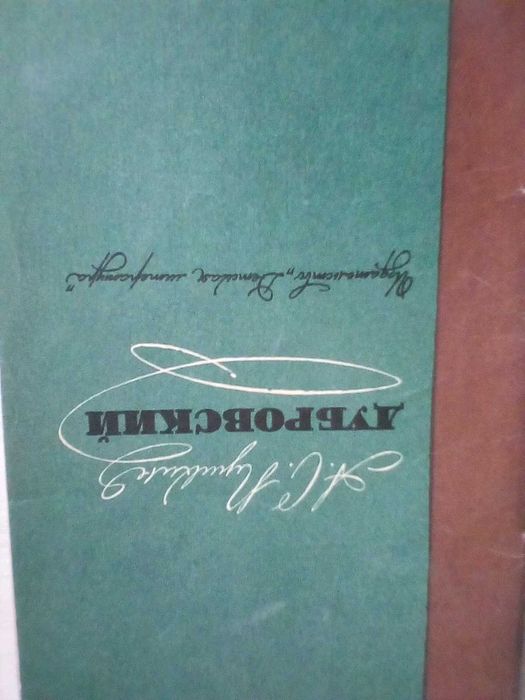 А. С. Пушкин
ДУБРОВСКИЙ
Издательство „Детская литература"